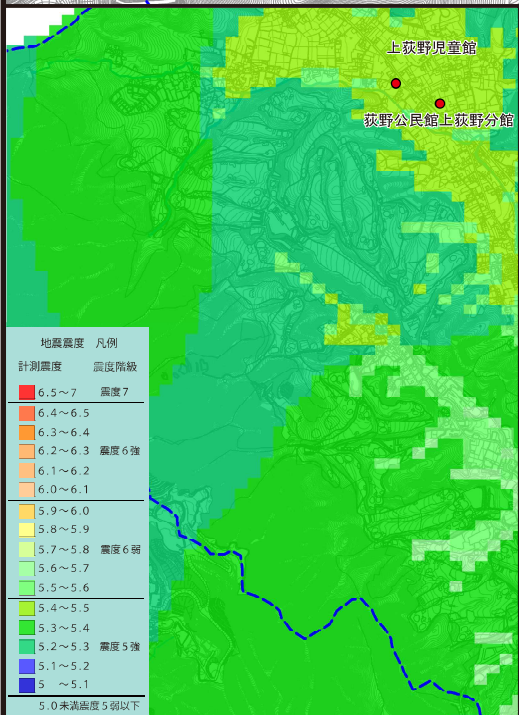 上荻野児童館
荻野公民館上荻野分館
地震震度 凡例
計測震度 震度階級
6.5～7 震度7
6.4～6.5
6.3～6.4
6.2～6.3 震度6強
6.1～6.2
6.0～6.1
5.9～6.0
5.8～5.9
5.7～5.8 震度6弱
5.6～5.7
5.5～5.6
5.4～5.5
5.3～5.4
5.2～5.3 震度5強
5.1～5.2
5 ～5.1
5.0未満震度5弱以下